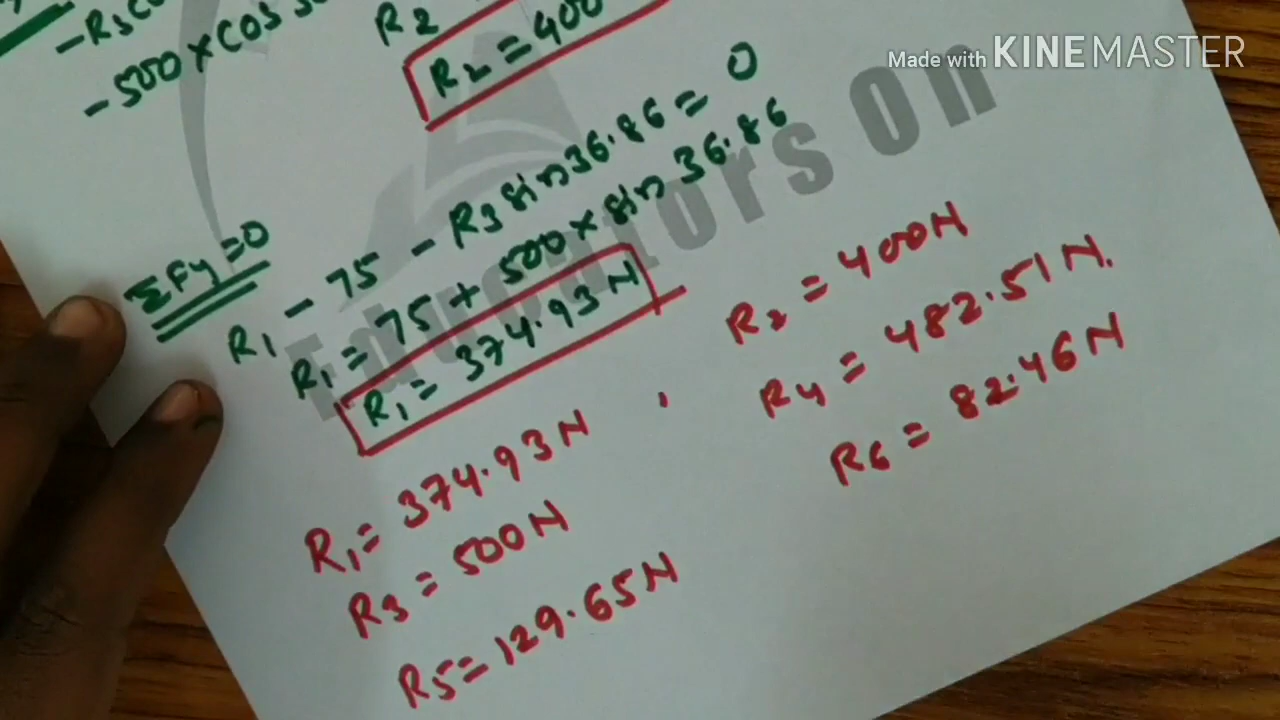 R2
- 500 × cos
R2 = 400
ΣFy = 0
R1 - 75 - R3 sin 36.86 = 0
R1 = 75 + 500 × sin 36.86
R1 = 374.93 N
R1 = 374.93 N , R2 = 400 N
R3 = 500 N R4 = 482.51 N.
R5 = 129.65 N R6 = 82.46 N
Made with KINEMASTER
Educators On